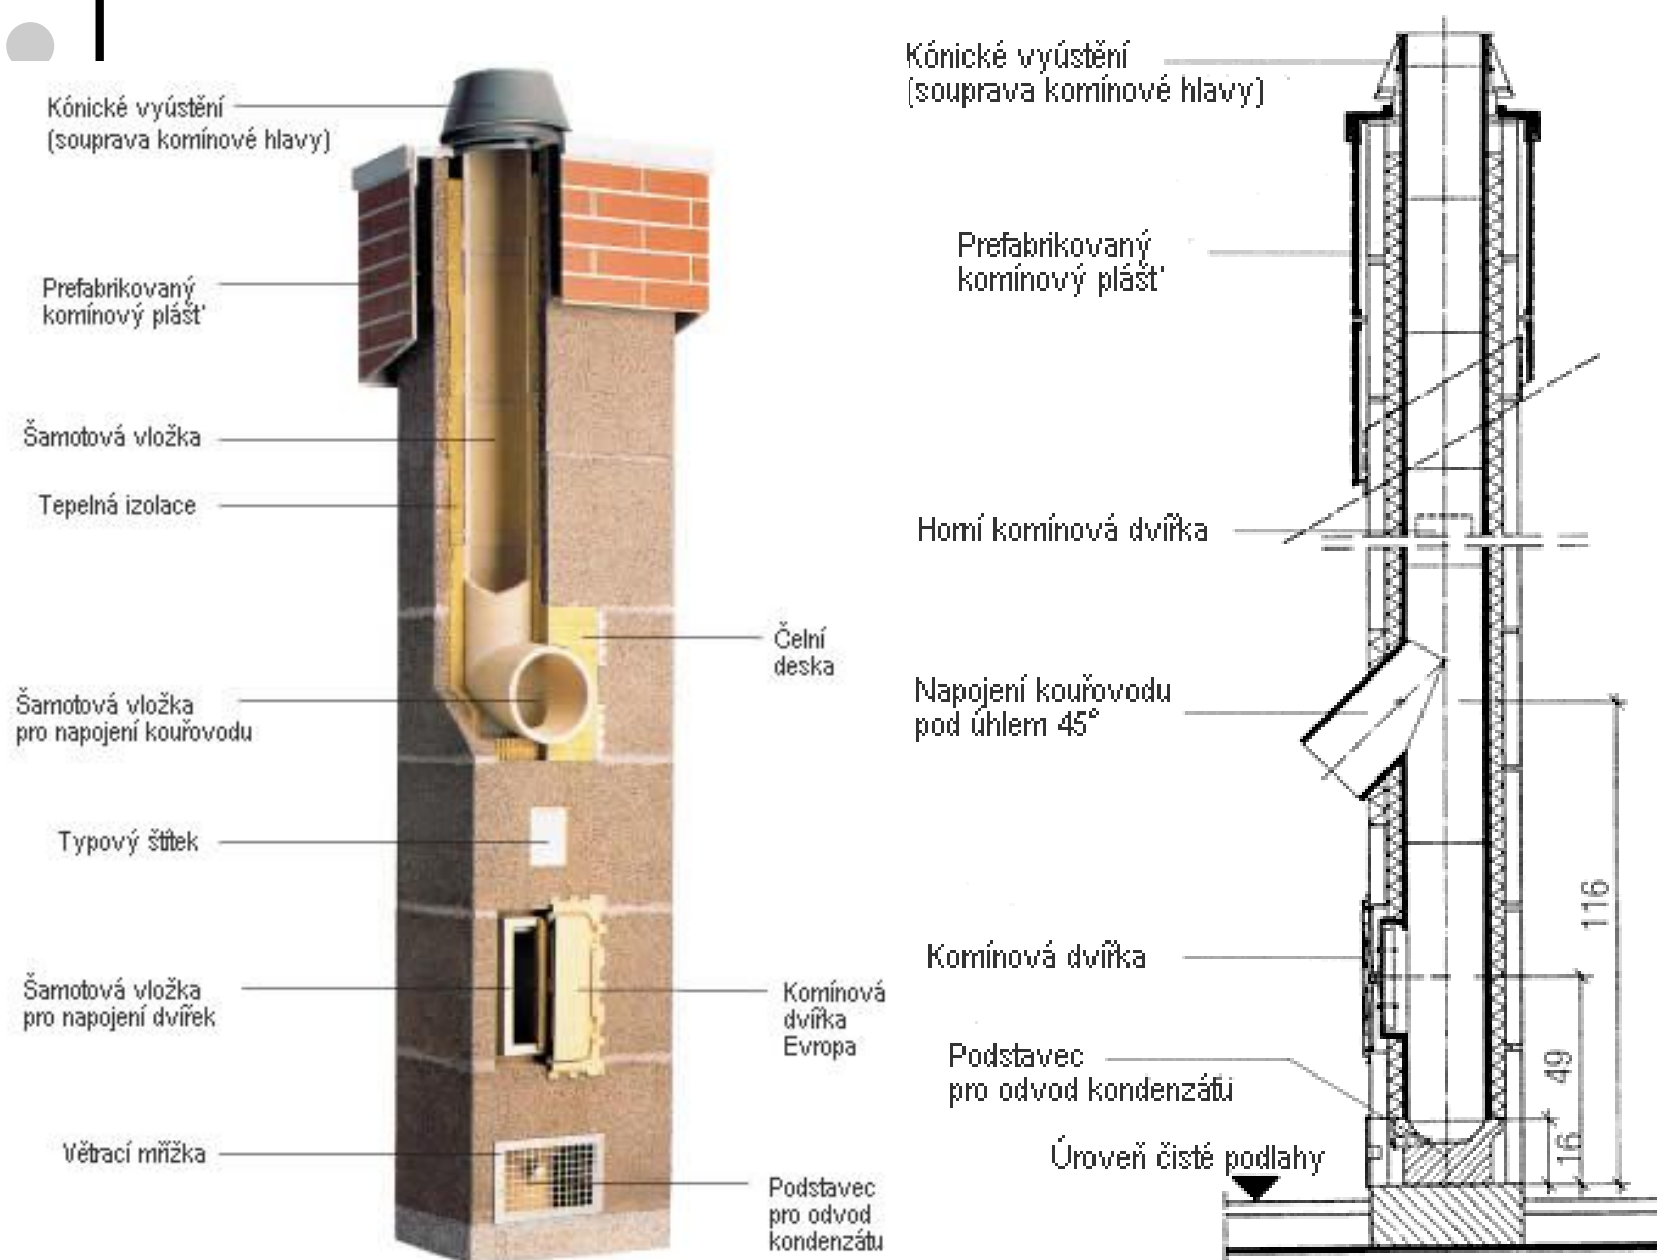 Kónické vyústění
(souprava komínové hlavy)
Prefabrikovaný
komínový plášť
Šamotová vložka
Tepelná izolace
Čelní
deska
Šamotová vložka
pro napojení kouřovodu
Typový štítek
Šamotová vložka
pro napojení dvířek
Komínová
dvířka
Evropa
Větrací mřížka
Podstavec
pro odvod
kondenzátu
Kónické vyústění
(souprava komínové hlavy)
Prefabrikovaný
komínový plášť
Horní komínová dvířka
Napojení kouřovodu
pod úhlem 45°
116
Komínová dvířka
Podstavec
pro odvod kondenzátu
49
16
Úroveň čisté podlahy